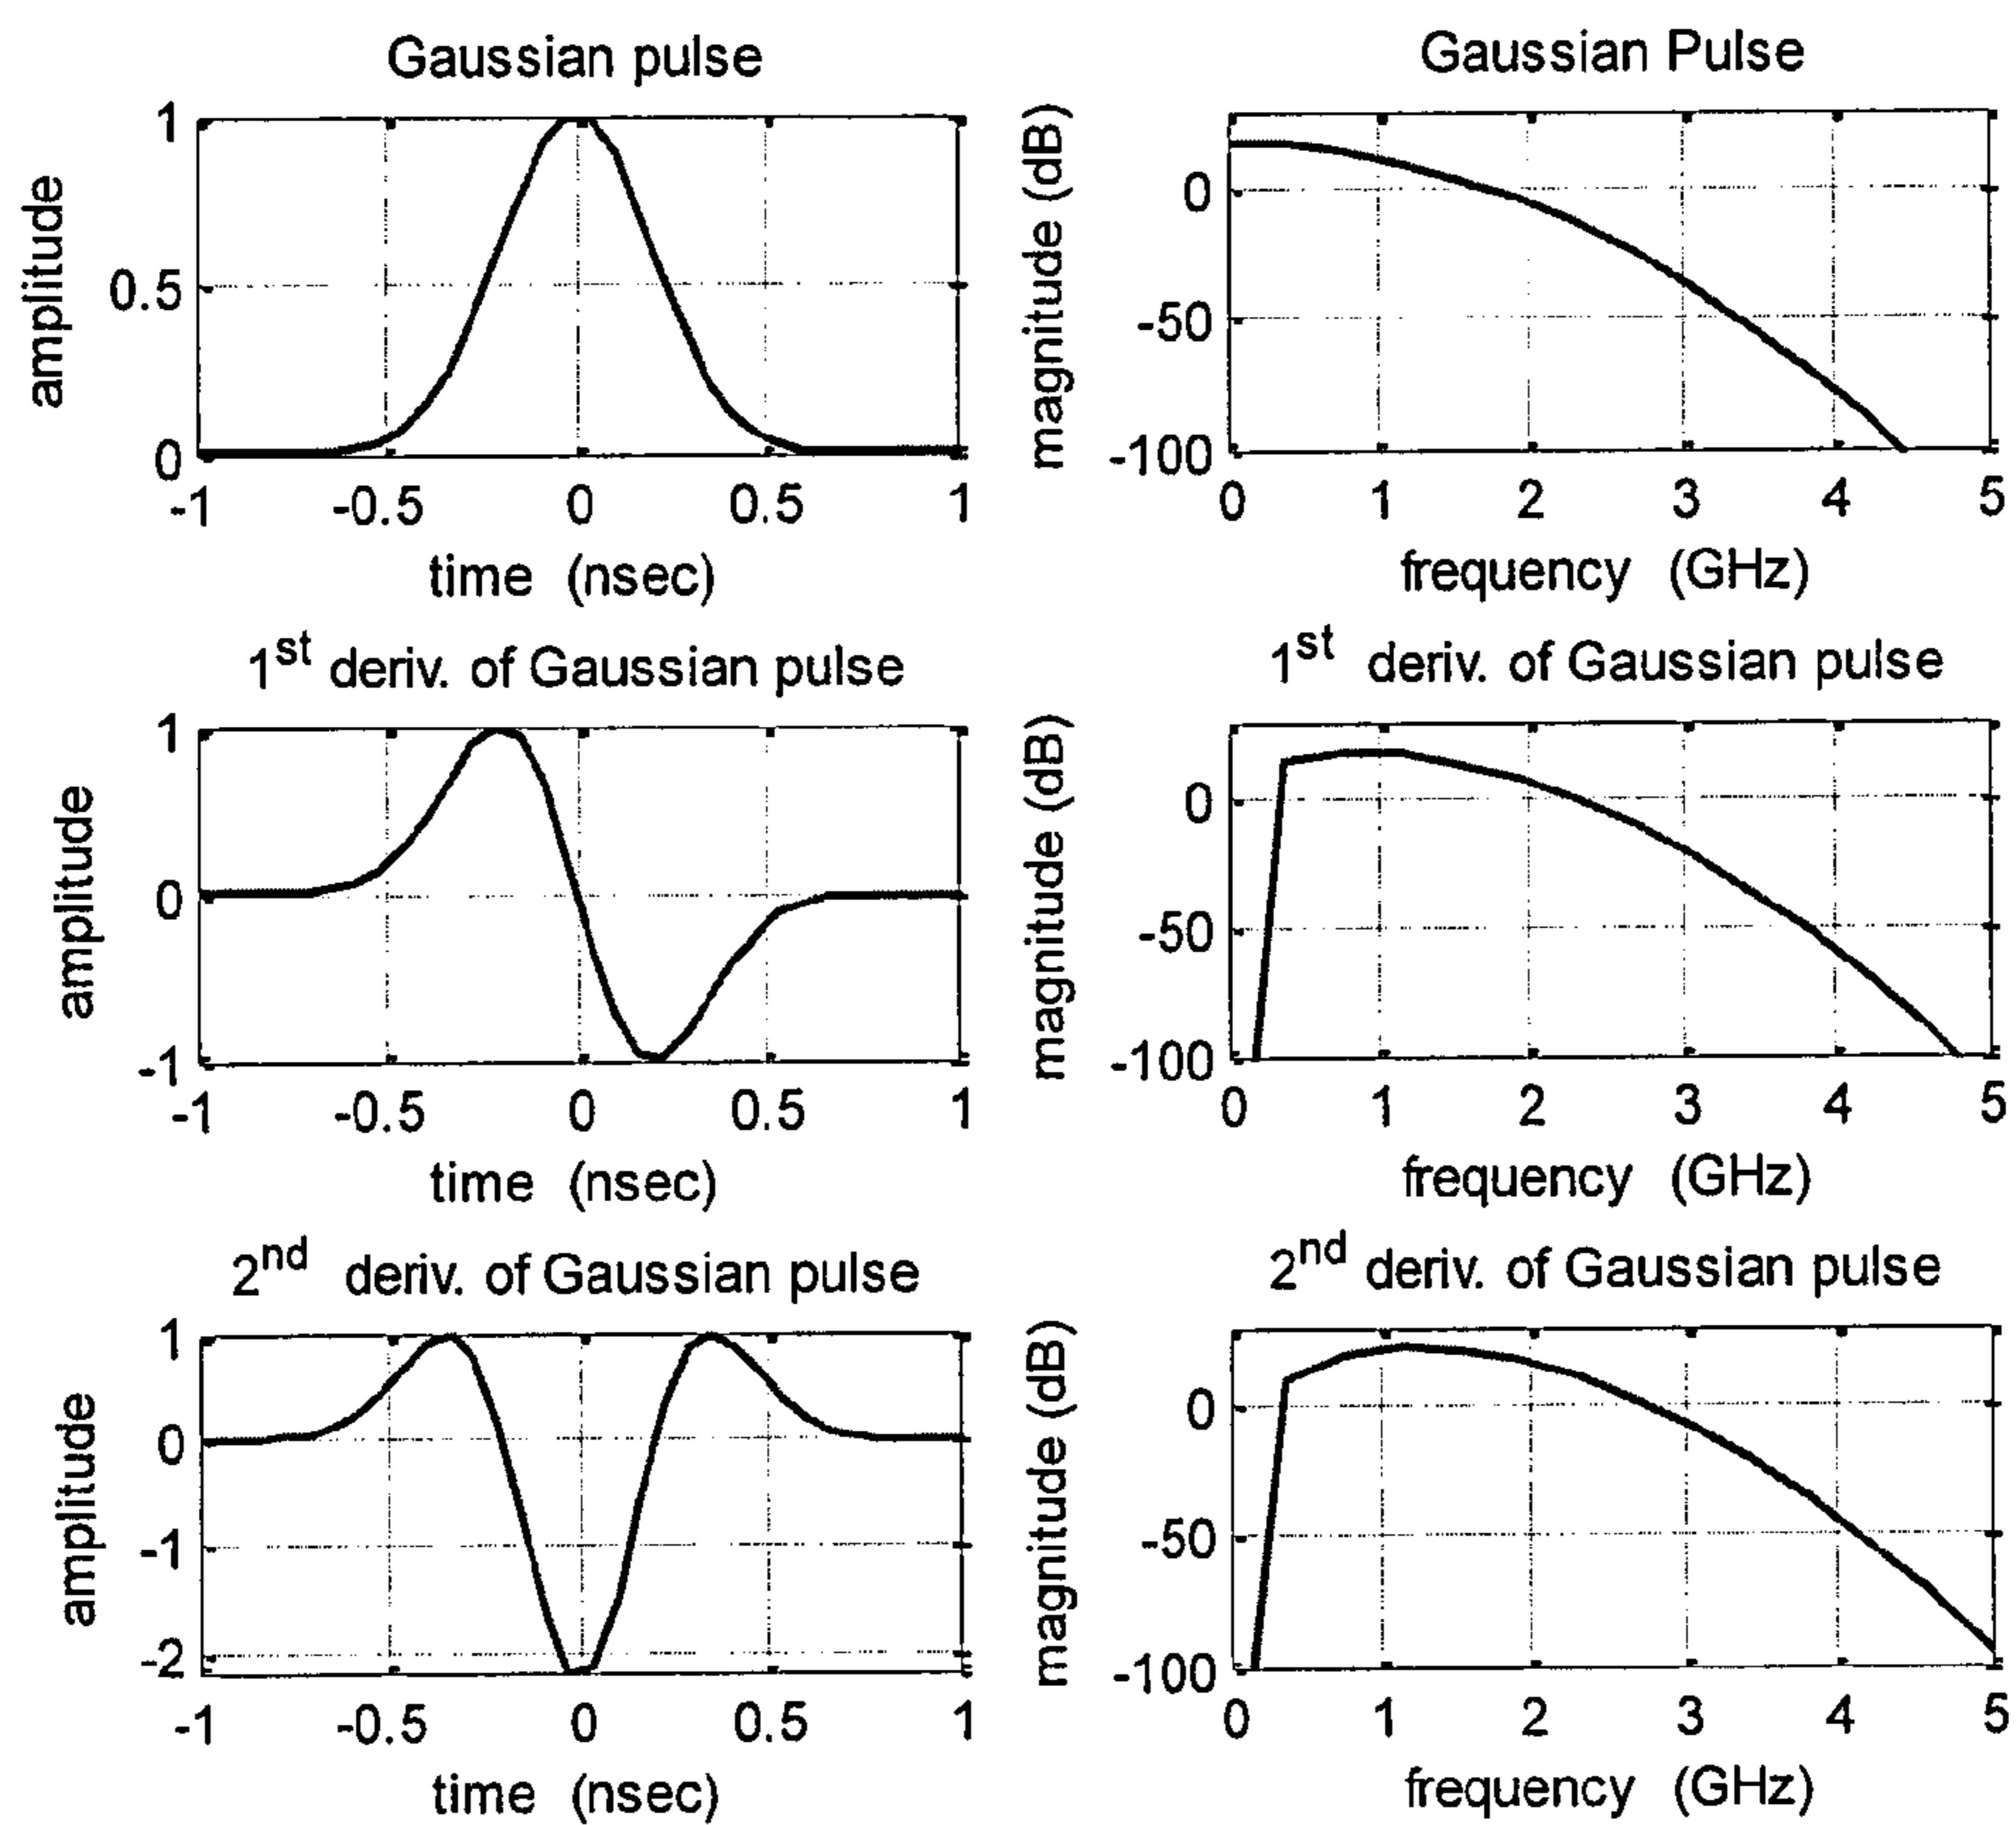 Gaussian pulse
amplitude
1
0.5
0
-1 -0.5 0 0.5 1
time (nsec)
Gaussian Pulse
magnitude (dB)
0
-50
-100
0 1 2 3 4 5
frequency (GHz)
1st deriv. of Gaussian pulse
amplitude
1
0
-1
-1 -0.5 0 0.5 1
time (nsec)
1st deriv. of Gaussian pulse
magnitude (dB)
0
-50
-100
0 1 2 3 4 5
frequency (GHz)
2nd deriv. of Gaussian pulse
amplitude
1
0
-1
-2
-1 -0.5 0 0.5 1
time (nsec)
2nd deriv. of Gaussian pulse
magnitude (dB)
0
-50
-100
0 1 2 3 4 5
frequency (GHz)